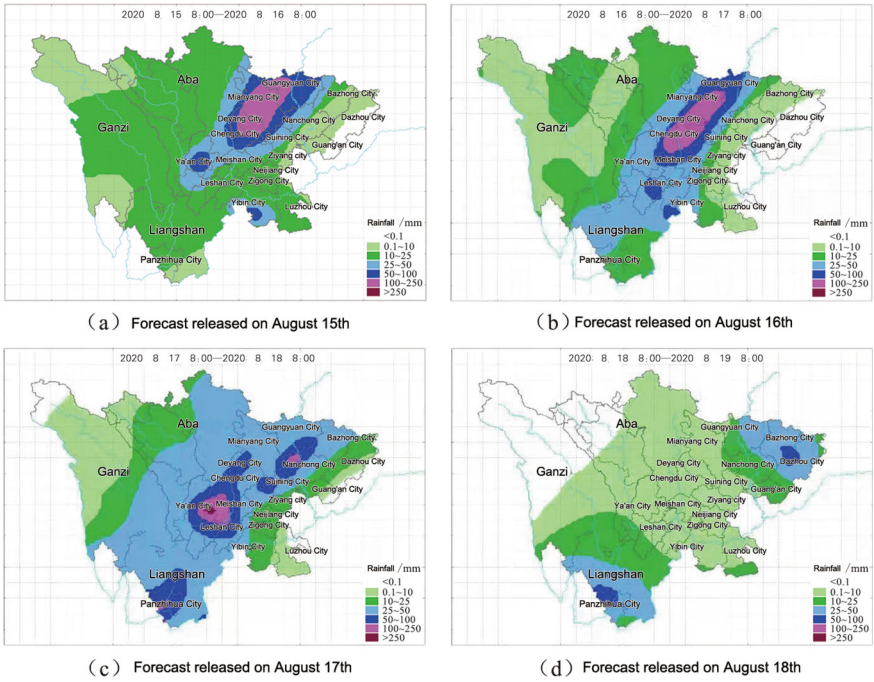 2020 8 15 8:00—2020 8 16 8:00
Aba
Guangyuan City
Mianyang City
Bazhong City
Ganzi
Deyang City
Nanchong City
Dazhou City
Chengdu City
Suining City
Guang'an City
Ya'an City
Meishan City
Ziyang city
Neijiang City
Leshan City
Zigong City
Yibin City
Luzhou City
Liangshan
Panzhihua City
Rainfall /mm
<0.1
0.1~10
10~25
25~50
50~100
100~250
>250
(a) Forecast released on August 15th
2020 8 16 8:00—2020 8 17 8:00
Aba
Guangyuan City
Mianyang City
Bazhong City
Ganzi
Deyang City
Nanchong City
Dazhou City
Chengdu City
Suining City
Guang'an City
Ya'an City
Meishan City
Ziyang city
Neijiang City
Leshan City
Zigong City
Yibin City
Luzhou City
Liangshan
Panzhihua City
Rainfall /mm
<0.1
0.1~10
10~25
25~50
50~100
100~250
>250
(b) Forecast released on August 16th
2020 8 17 8:00—2020 8 18 8:00
Aba
Guangyuan City
Mianyang City
Bazhong City
Ganzi
Deyang City
Nanchong City
Dazhou City
Chengdu City
Suining City
Guang'an City
Ya'an City
Meishan City
Ziyang city
Neijiang City
Leshan City
Zigong City
Yibin City
Luzhou City
Liangshan
Panzhihua City
Rainfall /mm
<0.1
0.1~10
10~25
25~50
50~100
100~250
>250
(c) Forecast released on August 17th
2020 8 18 8:00—2020 8 19 8:00
Aba
Guangyuan City
Mianyang City
Bazhong City
Ganzi
Deyang City
Nanchong City
Dazhou City
Chengdu City
Suining City
Guang'an City
Ya'an City
Meishan City
Ziyang city
Neijiang City
Leshan City
Zigong City
Yibin City
Luzhou City
Liangshan
Panzhihua City
Rainfall /mm
<0.1
0.1~10
10~25
25~50
50~100
100~250
>250
(d) Forecast released on August 18th